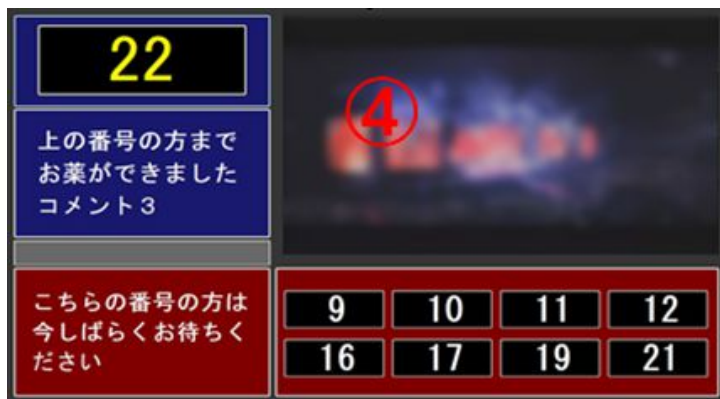 22
上の番号の方まで
お薬ができました
コメント３
④
こちらの番号の方は
今しばらくお待ちく
ださい
9 10 11 12
16 17 19 21